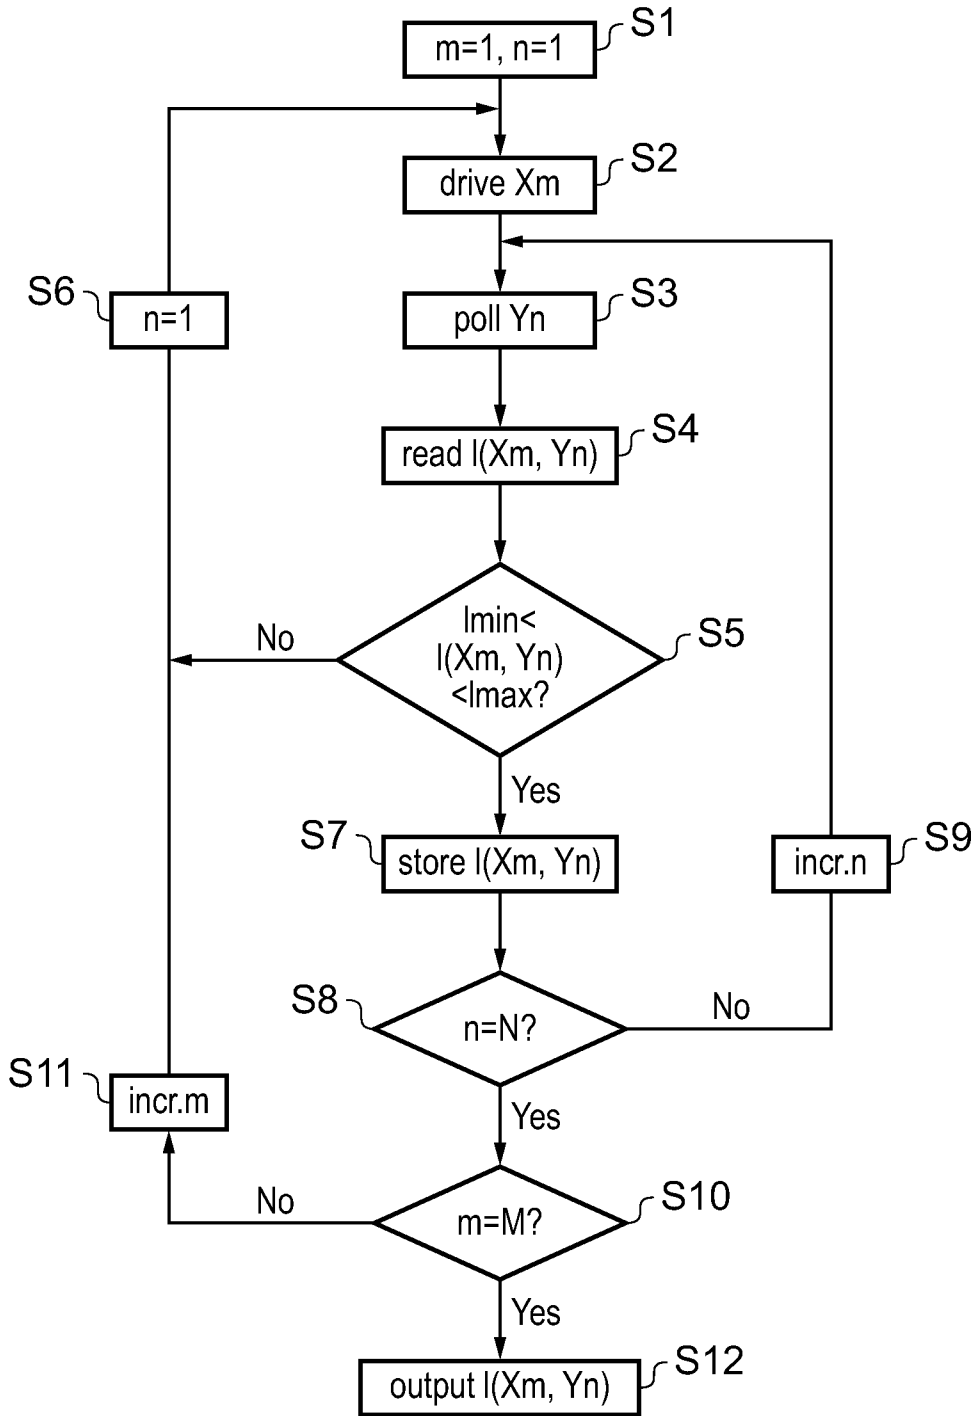 S1
m=1, n=1
S2
drive Xm
S6
n=1
S3
poll Yn
S4
read I(Xm, Yn)
S5
Imin<
I(Xm, Yn)
<Imax?
No
Yes
S7
store I(Xm, Yn)
S9
incr.n
S8
n=N?
No
S11
incr.m
Yes
S10
m=M?
No
Yes
S12
output I(Xm, Yn)